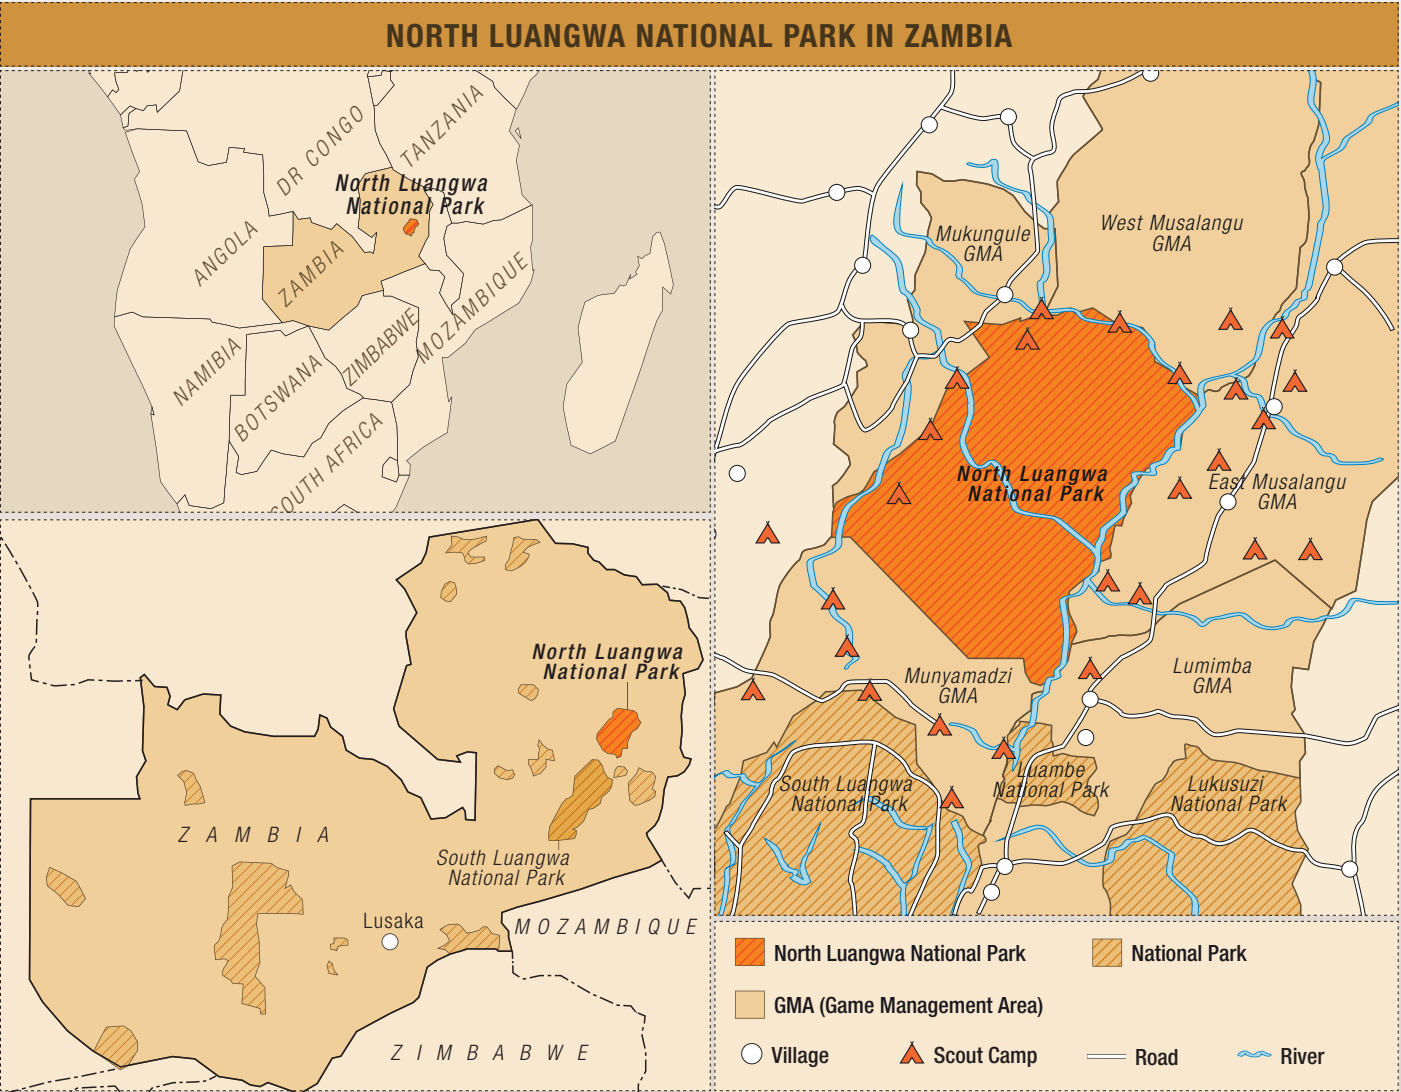 NORTH LUANGWA NATIONAL PARK IN ZAMBIA
DR CONGO
TANZANIA
North Luangwa
National Park
ANGOLA
ZAMBIA
MOZAMBIQUE
ZIMBABWE
NAMIBIA
BOTSWANA
SOUTH AFRICA
North Luangwa
National Park
ZAMBIA
South Luangwa
National Park
Lusaka
MOZAMBIQUE
ZIMBABWE
West Musalangu
GMA
Mukungule
GMA
North Luangwa
National Park
East Musalangu
GMA
Munyamadzi
GMA
Lumimba
GMA
South Luangwa
National Park
Luambe
National Park
Lukusuzi
National Park
North Luangwa National Park
National Park
GMA (Game Management Area)
Village
Scout Camp
Road
River